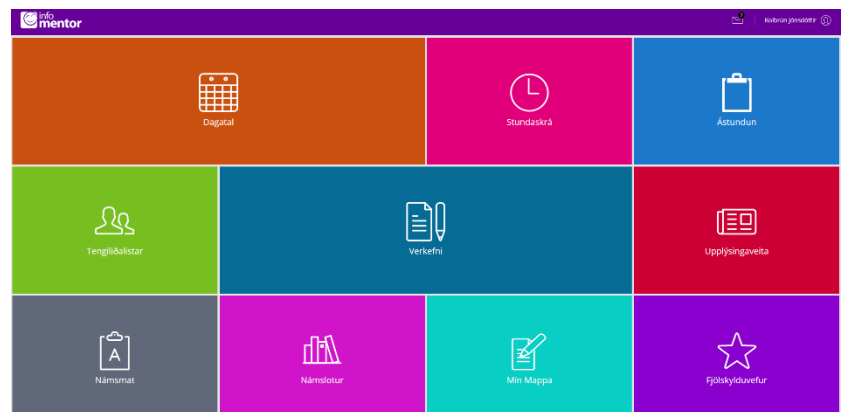 info
mentor
Kolbrún Jónsdóttir
Dagatal
Stundaskrá
Ástundun
Tengiliðalistar
Verkefni
Upplýsingaveita
A
Námsmat
Námslotur
Mín Mappa
Fjölskylduvefur